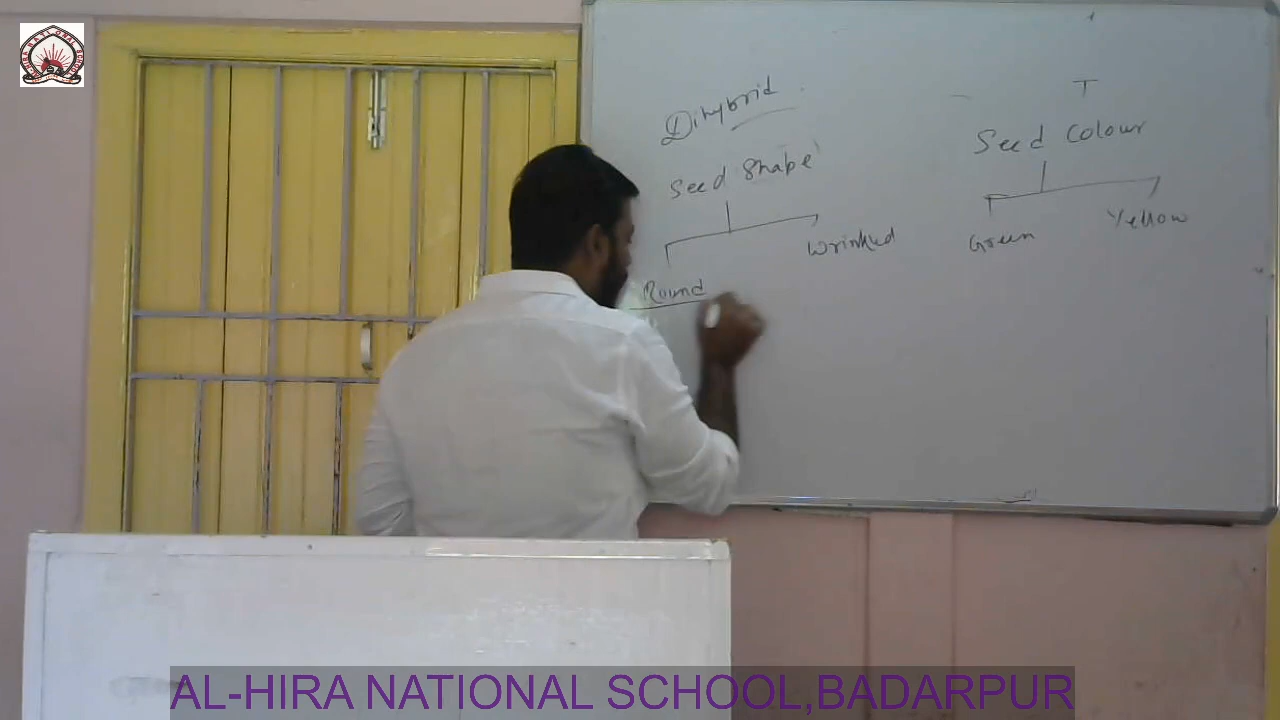 Dihybrid
Seed Shape
Round
Wrinkled
T
Seed Colour
Green
Yellow
AL-HIRA NATIONAL SCHOOL,BADARPUR